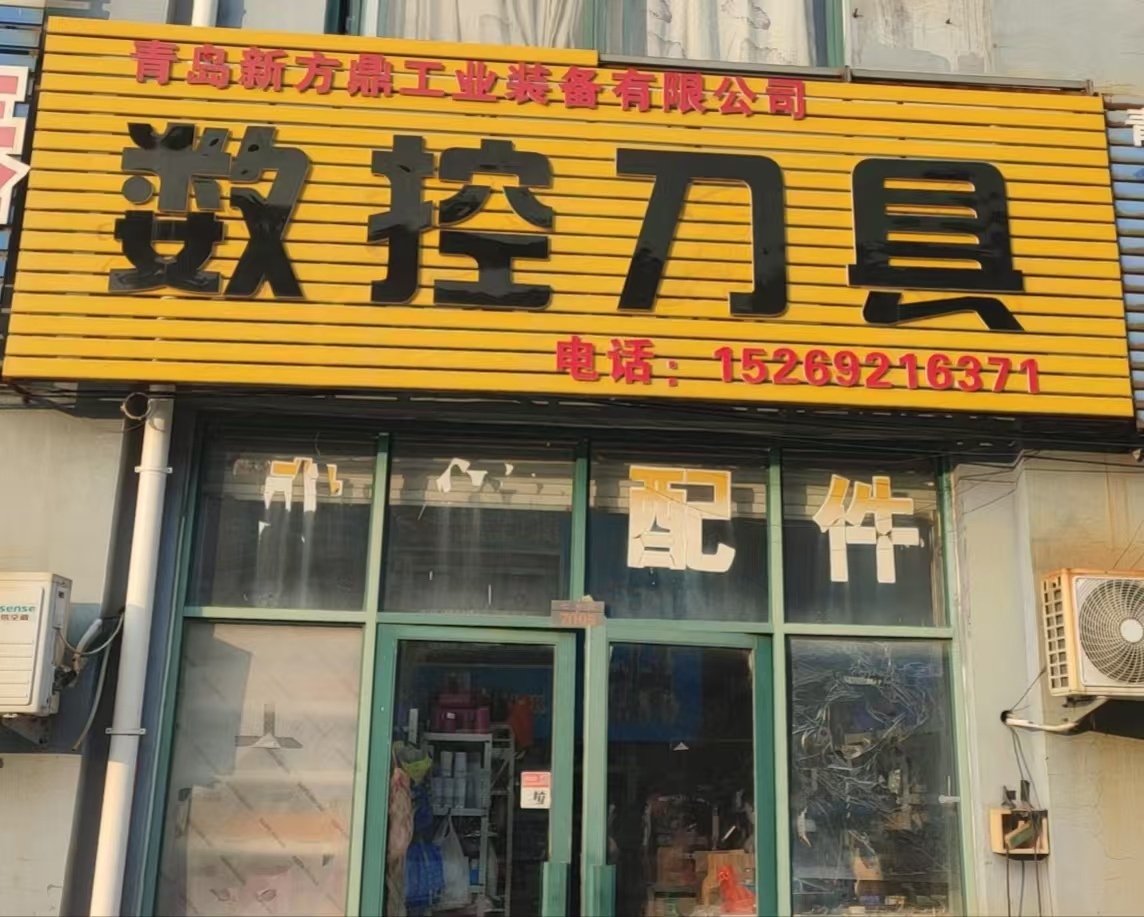 青岛新方鼎工业装备有限公司
数控刀具
电话：15269216371
配件